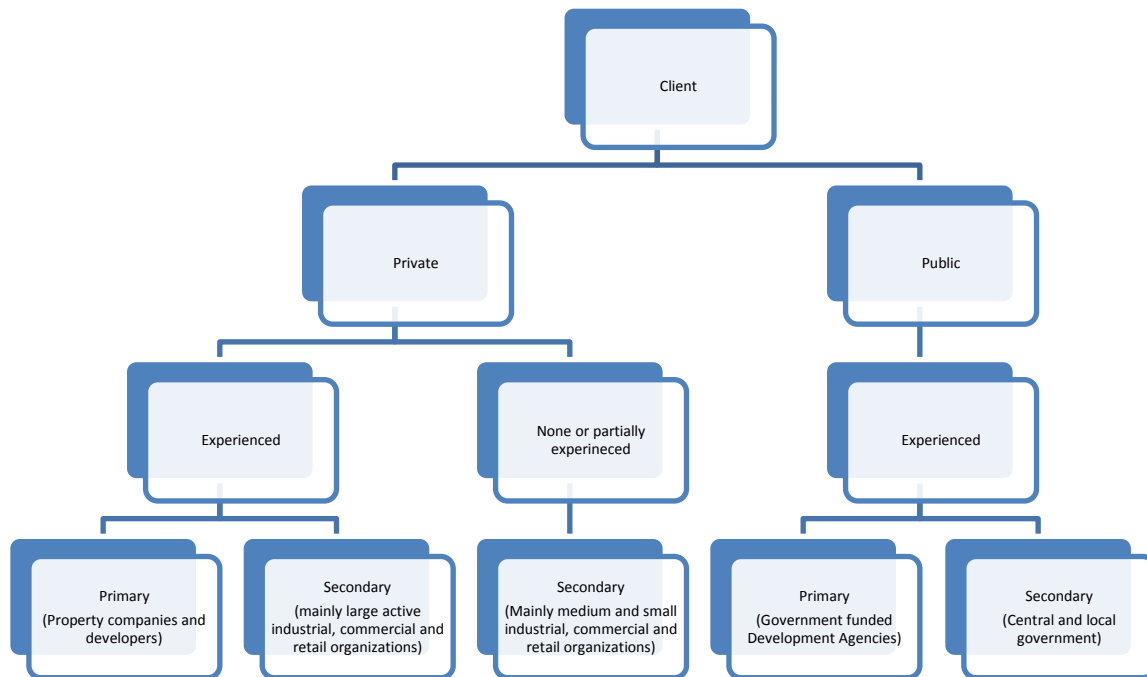 Client
Private
Public
Experienced
None or partially
experineced
Experienced
Primary
(Property companies and
developers)
Secondary
(mainly large active
industrial, commercial and
retail organizations)
Secondary
(Mainly medium and small
industrial, commercial and
retail organizations)
Primary
(Government funded
Development Agencies)
Secondary
(Central and local
government)